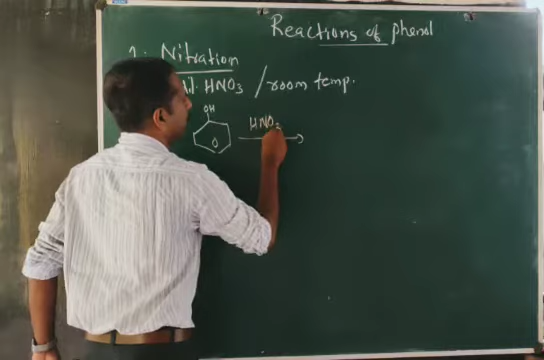 Reactions of phenol
1. Nitration
dil. HNO3 / room temp.
OH
HNO3